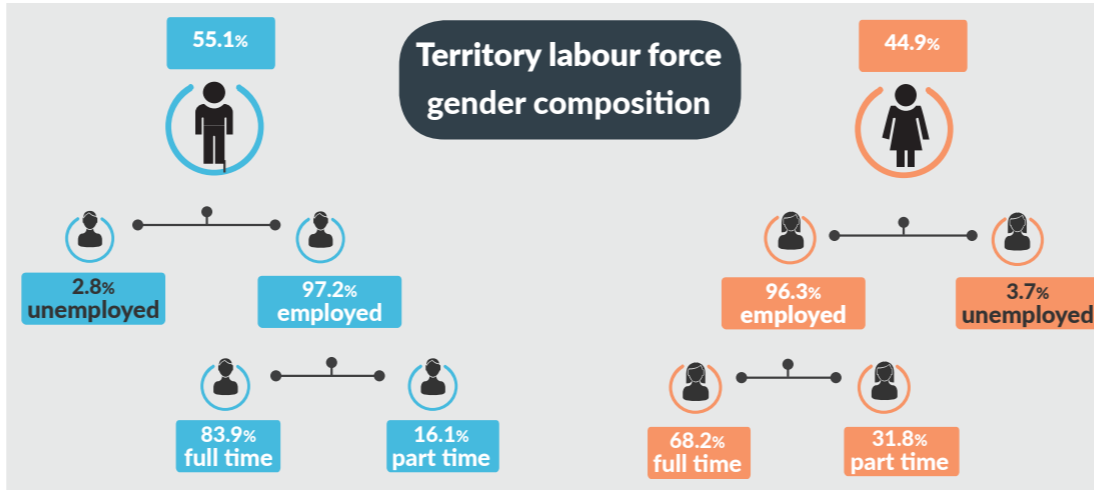 55.1%
Territory labour force
gender composition
44.9%
2.8%
unemployed
97.2%
employed
96.3%
employed
3.7%
unemployed
83.9%
full time
16.1%
part time
68.2%
full time
31.8%
part time